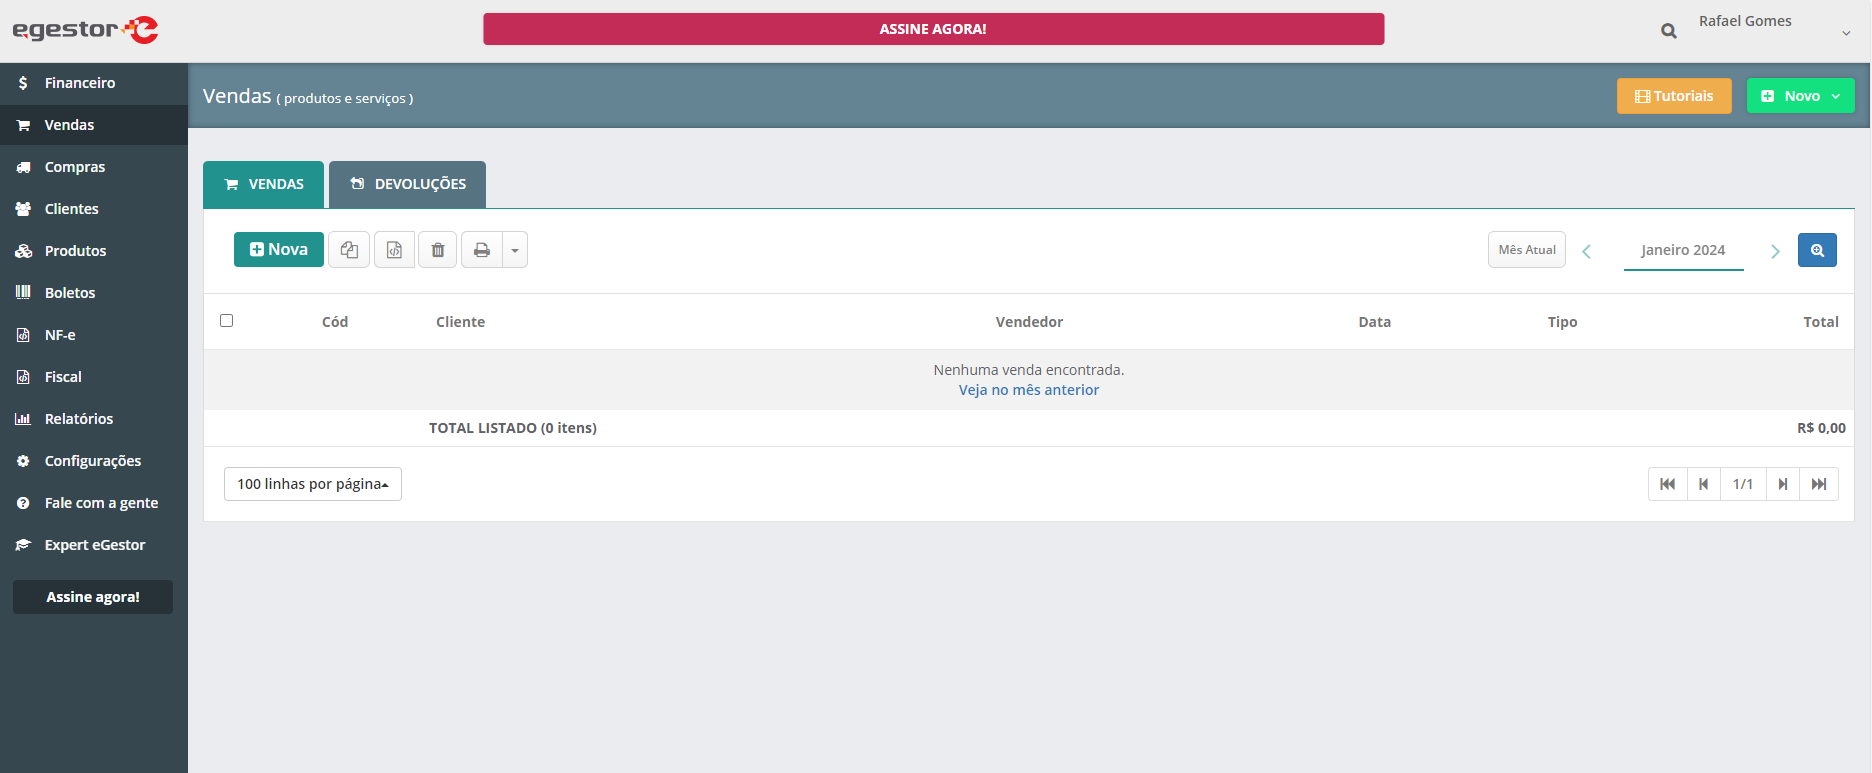 egestor
ASSINE AGORA!
Rafael Gomes
Financeiro
Vendas
Compras
Clientes
Produtos
Boletos
NF-e
Fiscal
Relatórios
Configurações
Fale com a gente
Expert eGestor
Assine agora!
Vendas ( produtos e serviços )
Tutoriais
Novo
VENDAS
DEVOLUÇÕES
Nova
Mês Atual
Janeiro 2024
Cód Cliente Vendedor Data Tipo Total
Nenhuma venda encontrada.
Veja no mês anterior
TOTAL LISTADO (0 itens) R$ 0,00
100 linhas por página
1/1